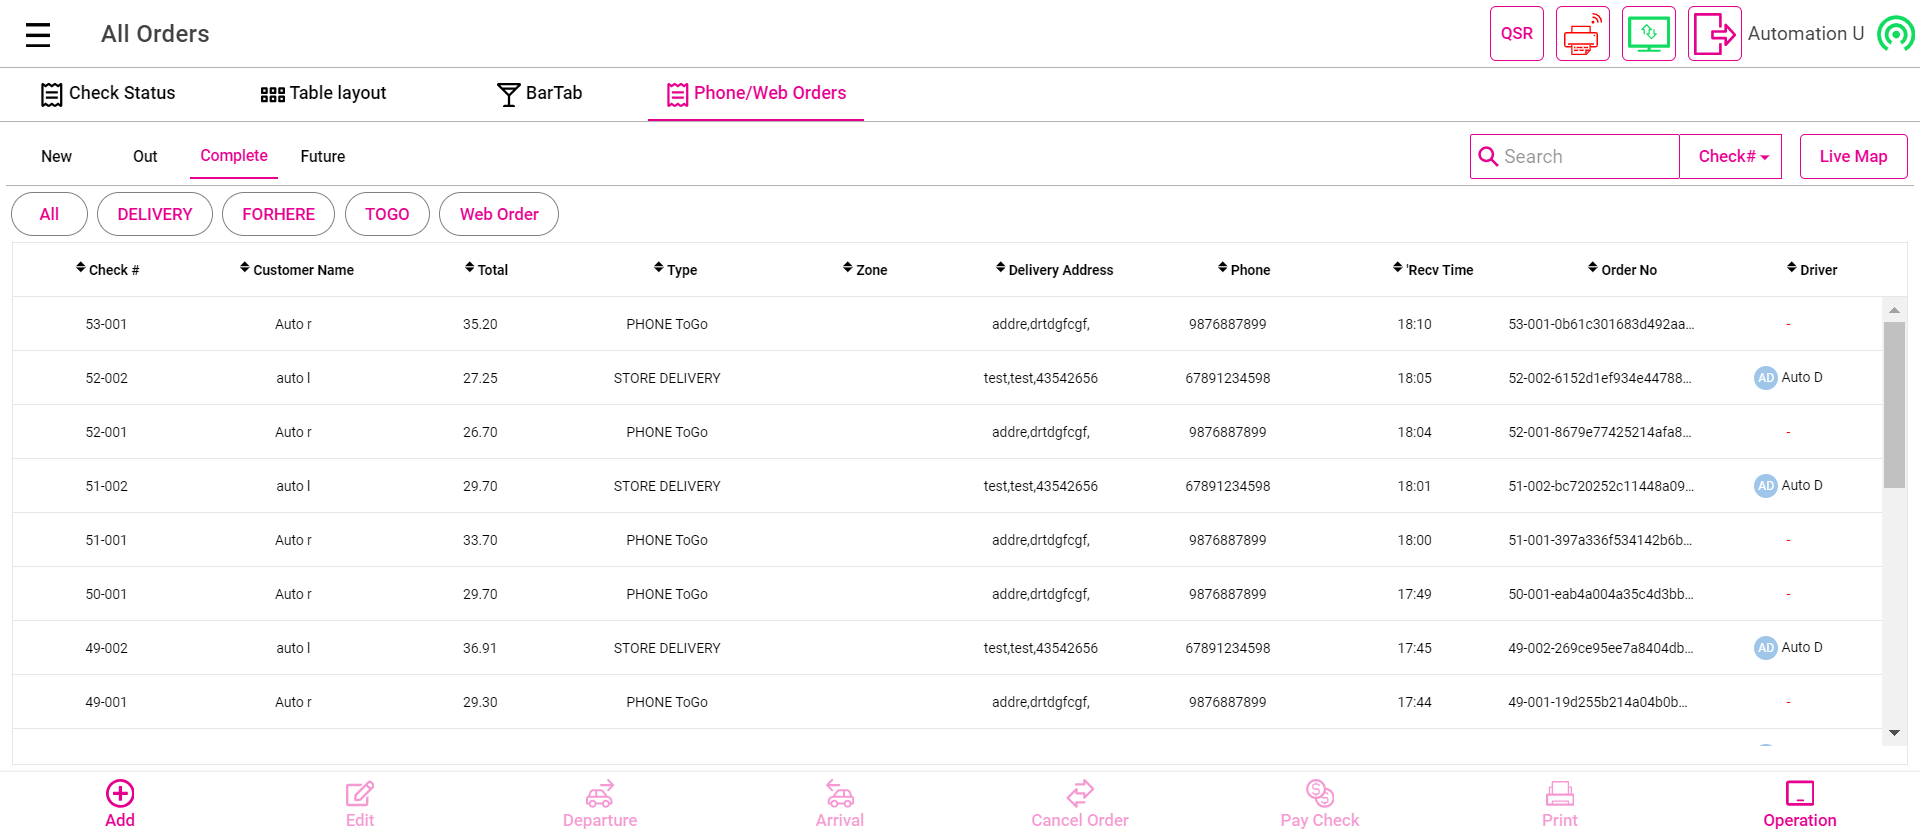 All Orders
QSR
Automation U
Check Status
Table layout
BarTab
Phone/Web Orders
New
Out
Complete
Future
Search
Check#
Live Map
All
DELIVERY
FORHERE
TOGO
Web Order
Check # Customer Name Total Type Zone Delivery Address Phone 'Recv Time Order No Driver
53-001 Auto r 35.20 PHONE ToGo addre,drtdgfcgf, 9876887899 18:10 53-001-0b61c301683d492aa... -
52-002 auto l 27.25 STORE DELIVERY test,test,43542656 67891234598 18:05 52-002-6152d1ef934e44788... AD Auto D
52-001 Auto r 26.70 PHONE ToGo addre,drtdgfcgf, 9876887899 18:04 52-001-8679e77425214afa8... -
51-002 auto l 29.70 STORE DELIVERY test,test,43542656 67891234598 18:01 51-002-bc720252c11448a09... AD Auto D
51-001 Auto r 33.70 PHONE ToGo addre,drtdgfcgf, 9876887899 18:00 51-001-397a336f534142b6b... -
50-001 Auto r 29.70 PHONE ToGo addre,drtdgfcgf, 9876887899 17:49 50-001-eab4a004a35c4d3bb... -
49-002 auto l 36.91 STORE DELIVERY test,test,43542656 67891234598 17:45 49-002-269ce95ee7a8404db... AD Auto D
49-001 Auto r 29.30 PHONE ToGo addre,drtdgfcgf, 9876887899 17:44 49-001-19d255b214a04b0b... -
Add
Edit
Departure
Arrival
Cancel Order
Pay Check
Print
Operation